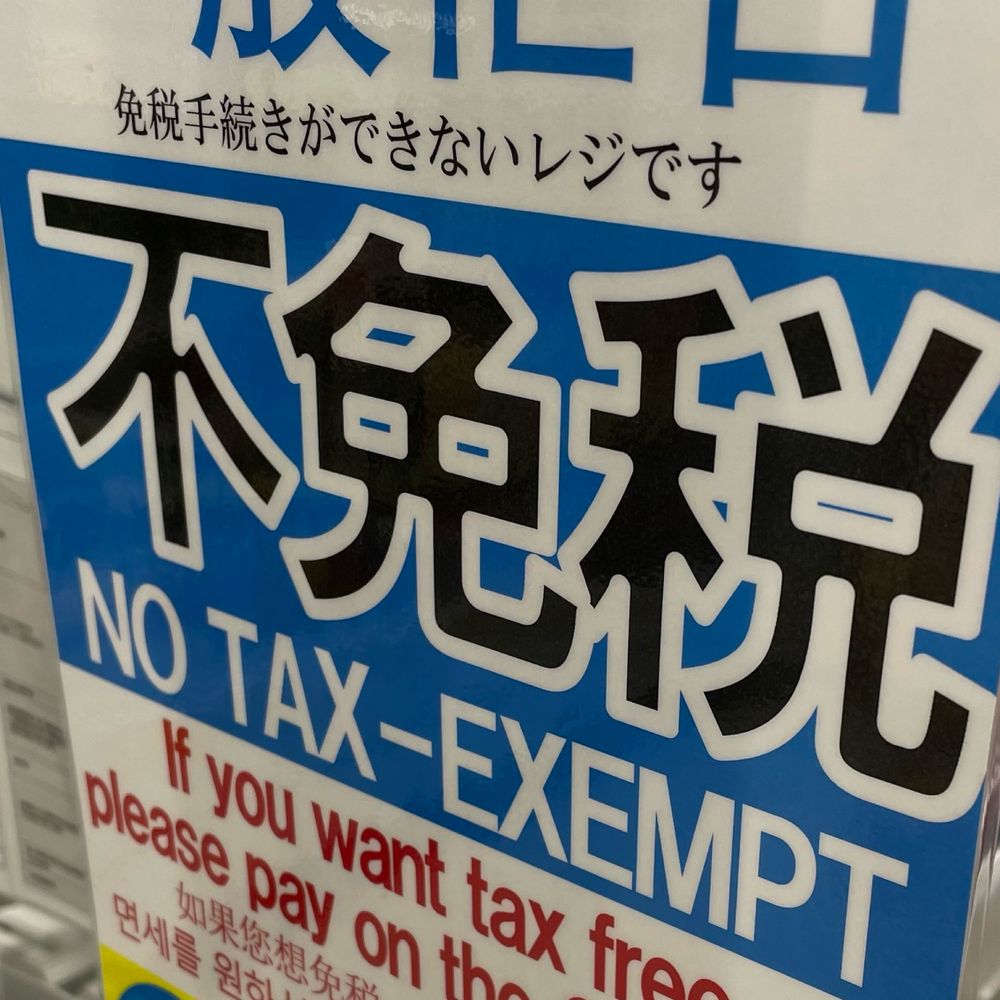 免税手続きができないレジです
不免税
NO TAX-EXEMPT
If you want tax free
please pay on the
如果您想免税
면세를 원하